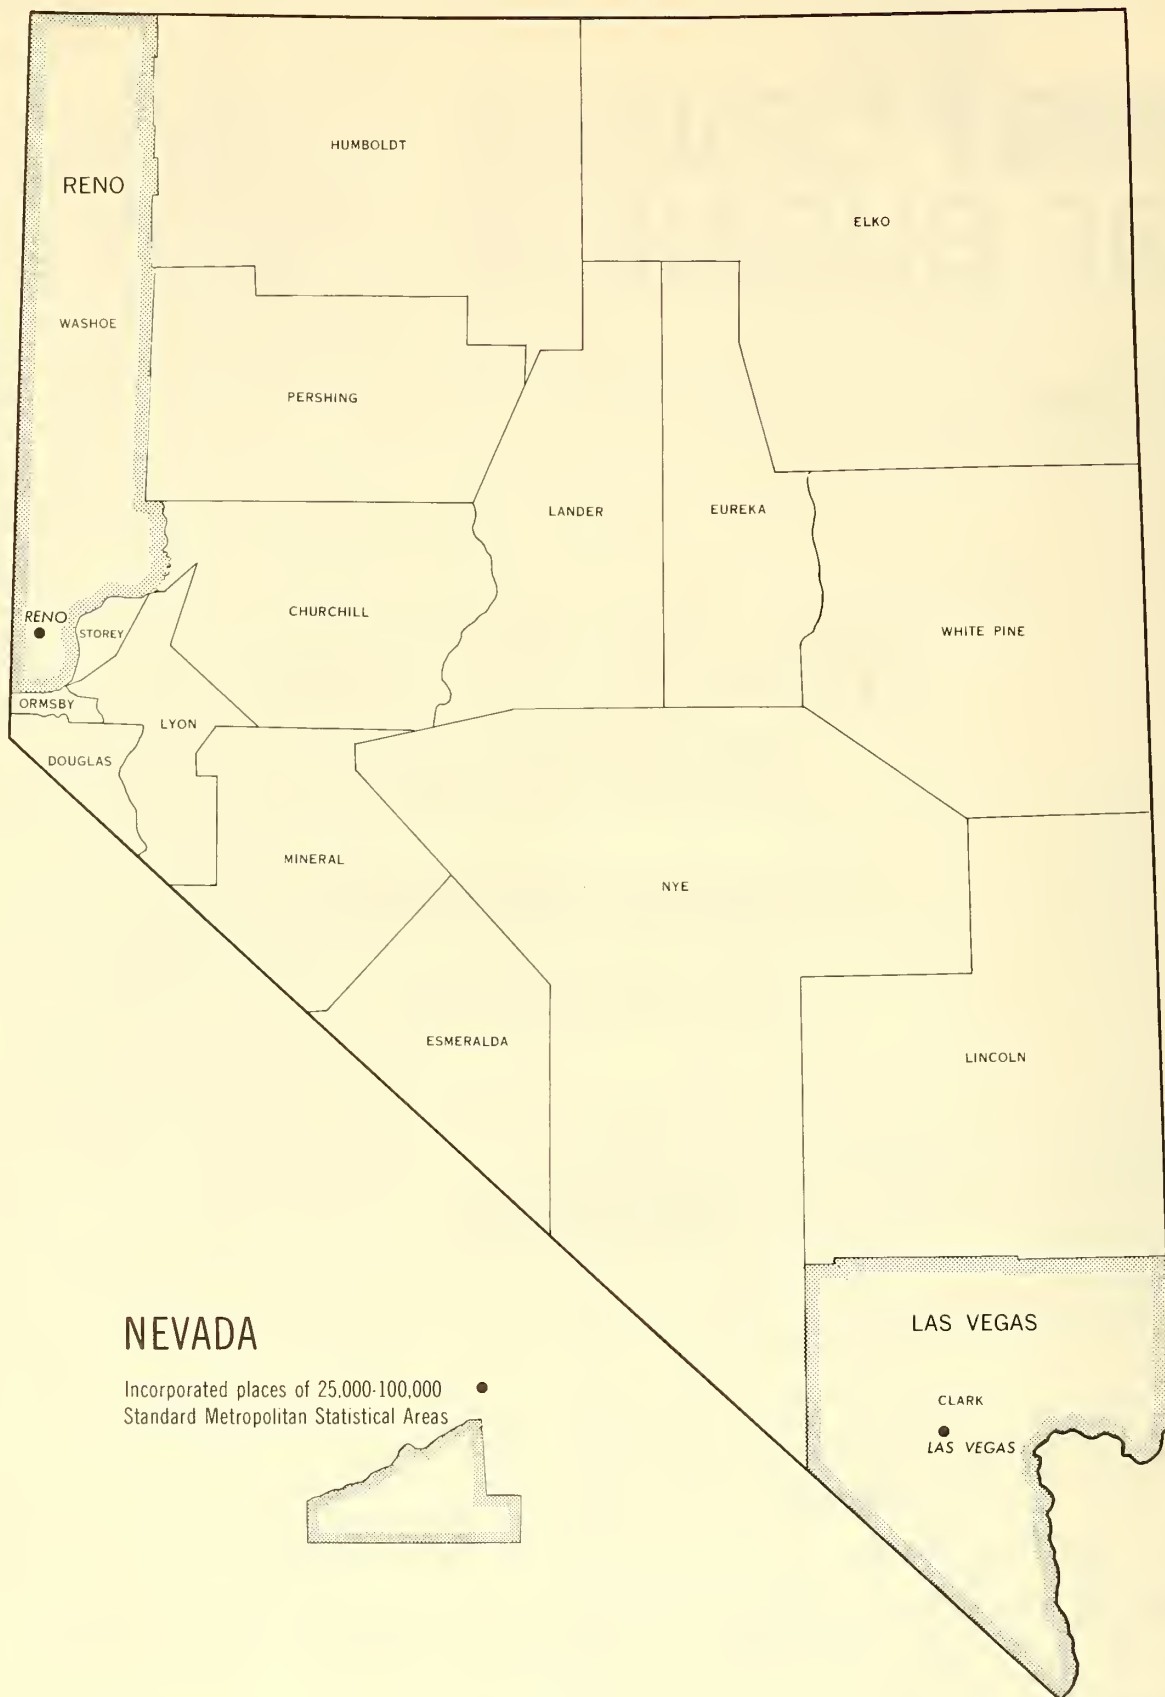 HUMBOLDT
RENO
ELKO
WASHOE
PERSHING
LANDER
EUREKA
CHURCHILL
RENO
STOREY
WHITE PINE
ORMSBY
LYON
DOUGLAS
MINERAL
NYE
ESMERALDA
LINCOLN
LAS VEGAS
CLARK
LAS VEGAS
NEVADA
Incorporated places of 25,000-100,000
Standard Metropolitan Statistical Areas